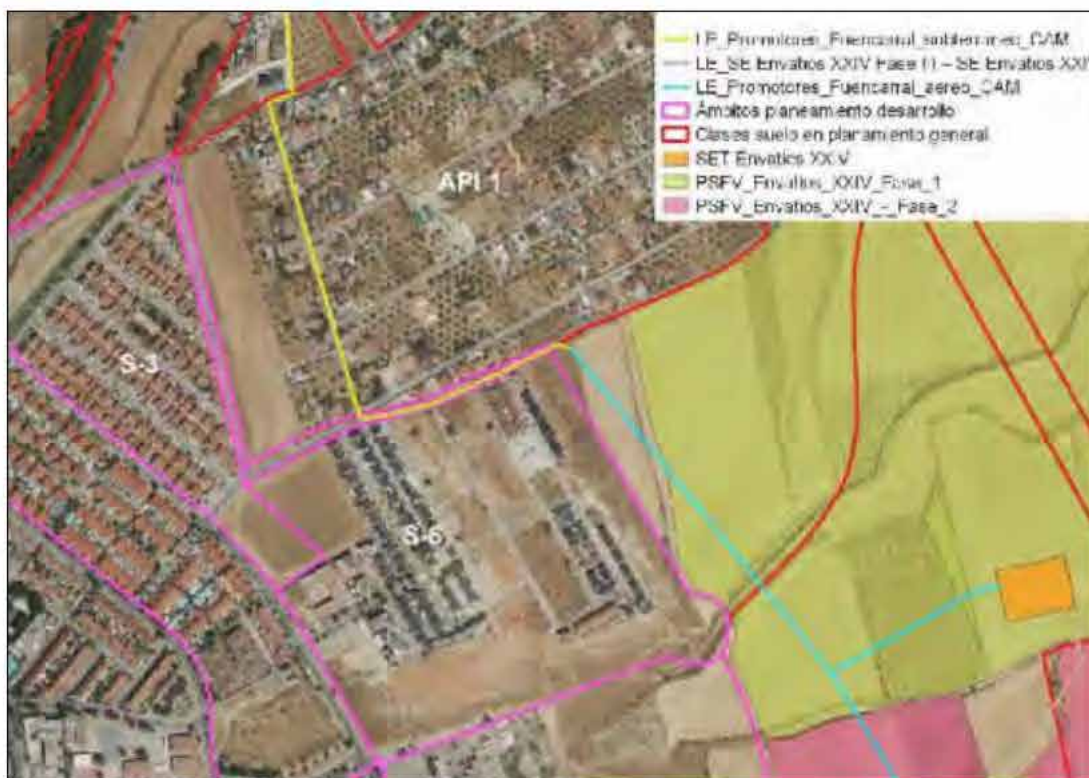 LE_Promotores_Fuencarral_subterraneo_CAM
LE_SE Envatios XXIV Fase
SE Envatios XXIV
LE_Promotores_Fuencarral_aereo_CAM
Ámbitos planeamiento desarrollo
Clases suelo en planamiento general
SET Envatios XXIV
PSFV_Envatios_XXIV_Fase_1
PSFV_Envatios_XXIV_-_Fase_2
API 1
S-3
S-6